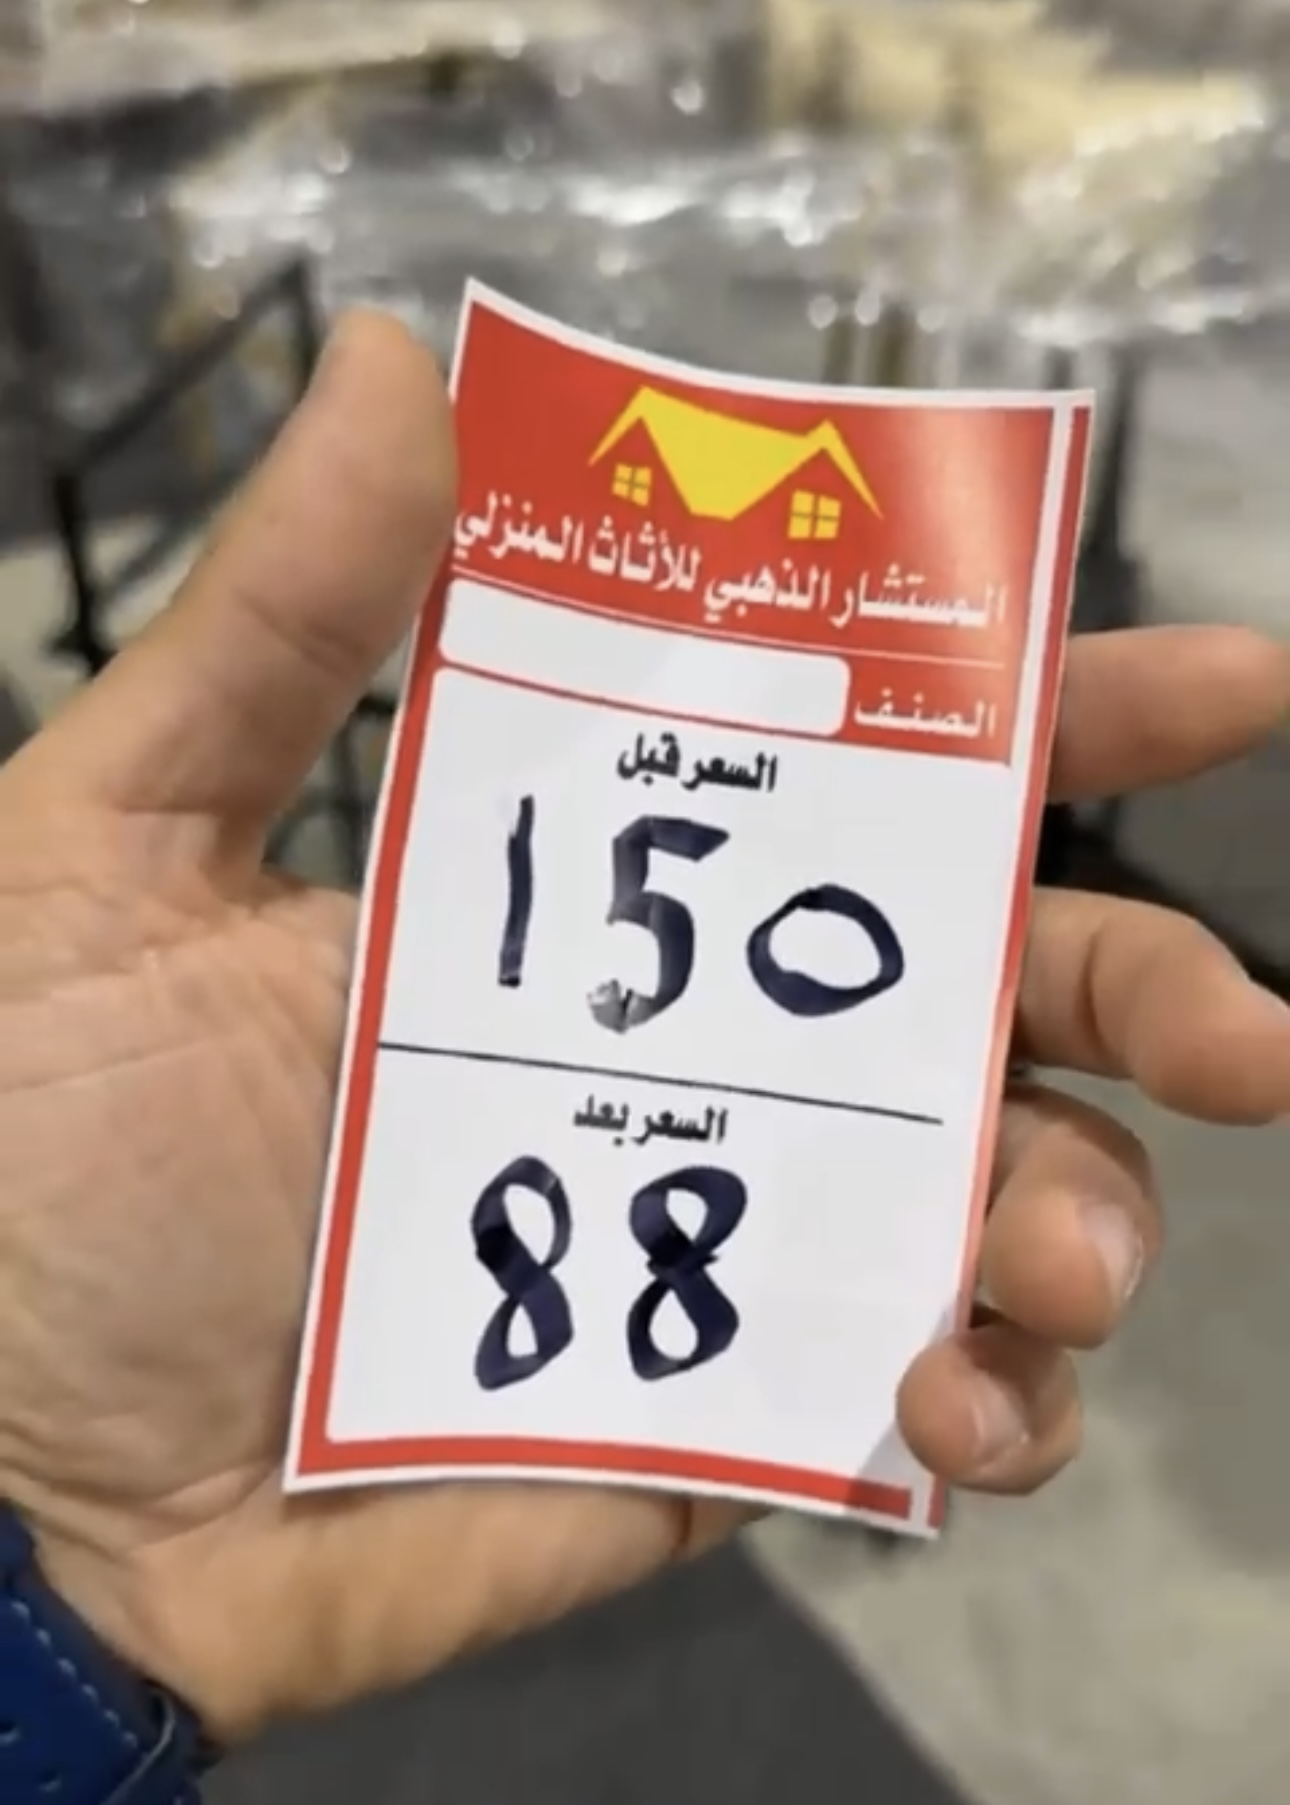 المستشار الذهبي للأثاث المنزلي
الصنف
السعر قبل
150
السعر بعد
88